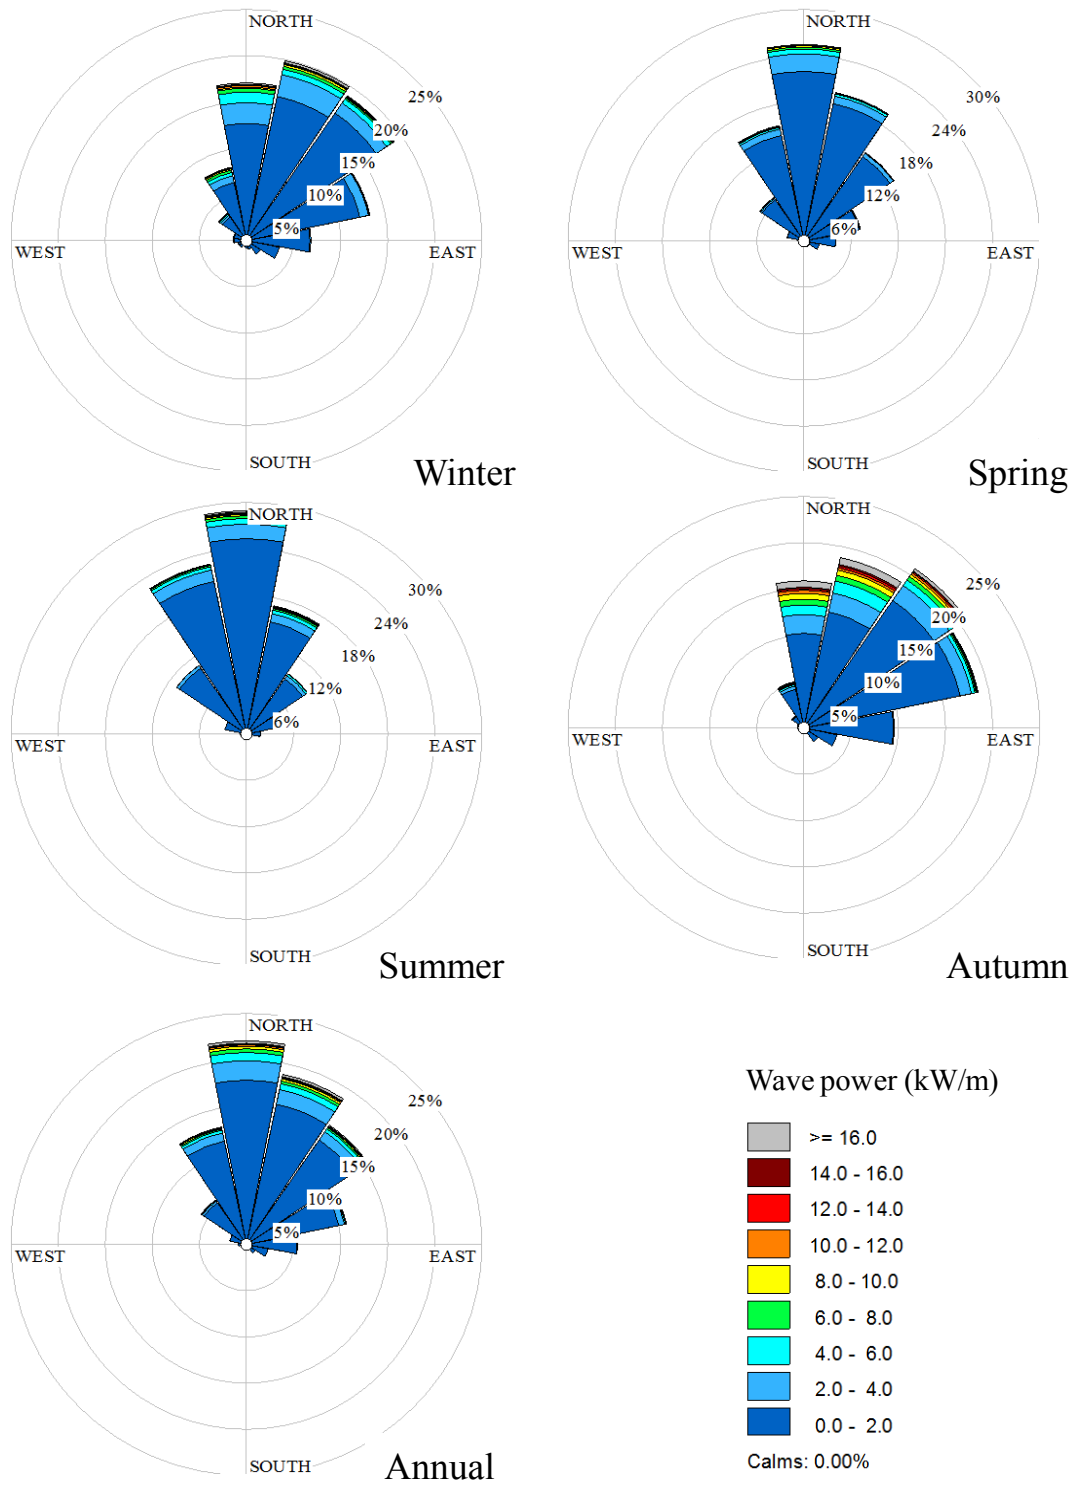 NORTH
25%
20%
15%
10%
5%
WEST
EAST
SOUTH
Winter
NORTH
30%
24%
18%
12%
6%
WEST
EAST
SOUTH
Spring
NORTH
30%
24%
18%
12%
6%
WEST
EAST
SOUTH
Summer
NORTH
25%
20%
15%
10%
5%
WEST
EAST
SOUTH
Autumn
NORTH
25%
20%
15%
10%
5%
WEST
EAST
SOUTH
Annual
Wave power (kW/m)
>= 16.0
14.0 - 16.0
12.0 - 14.0
10.0 - 12.0
8.0 - 10.0
6.0 - 8.0
4.0 - 6.0
2.0 - 4.0
0.0 - 2.0
Calms: 0.00%